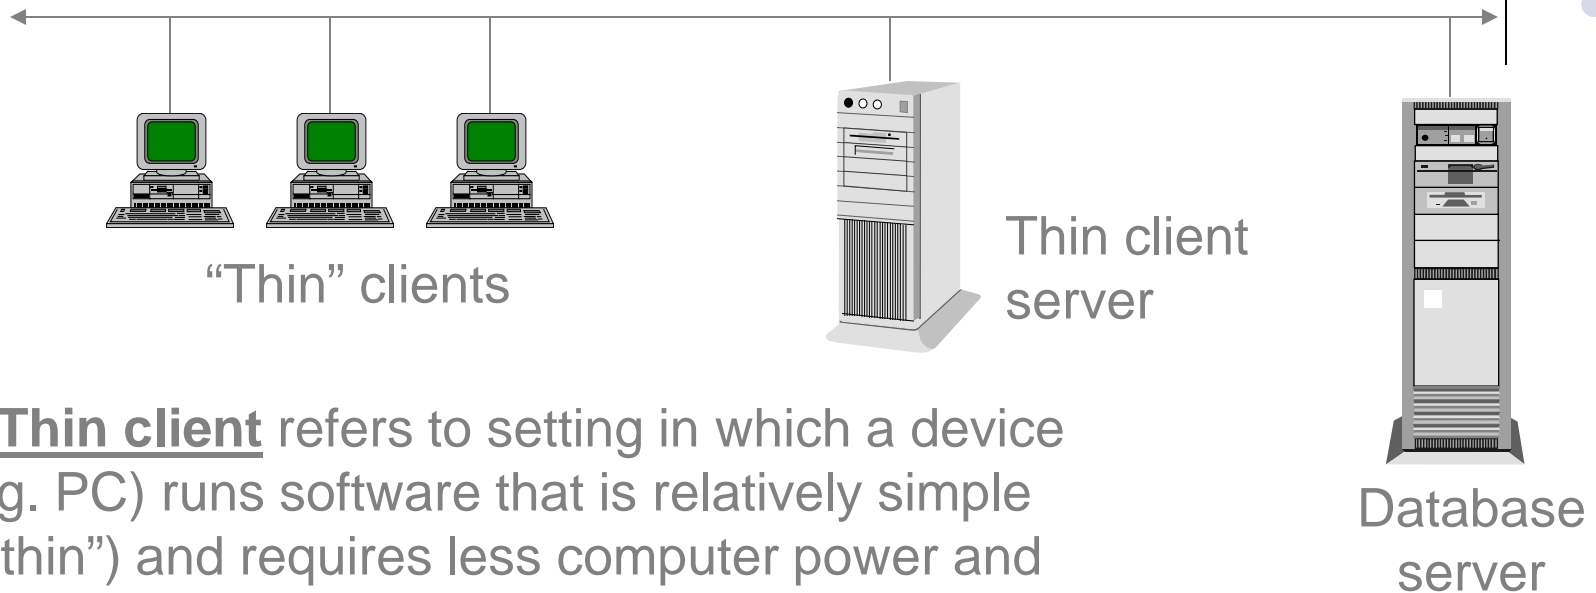 “Thin” clients
Thin client
server
Database
server
Thin client refers to setting in which a device
g. PC) runs software that is relatively simple
thin”) and requires less computer power and